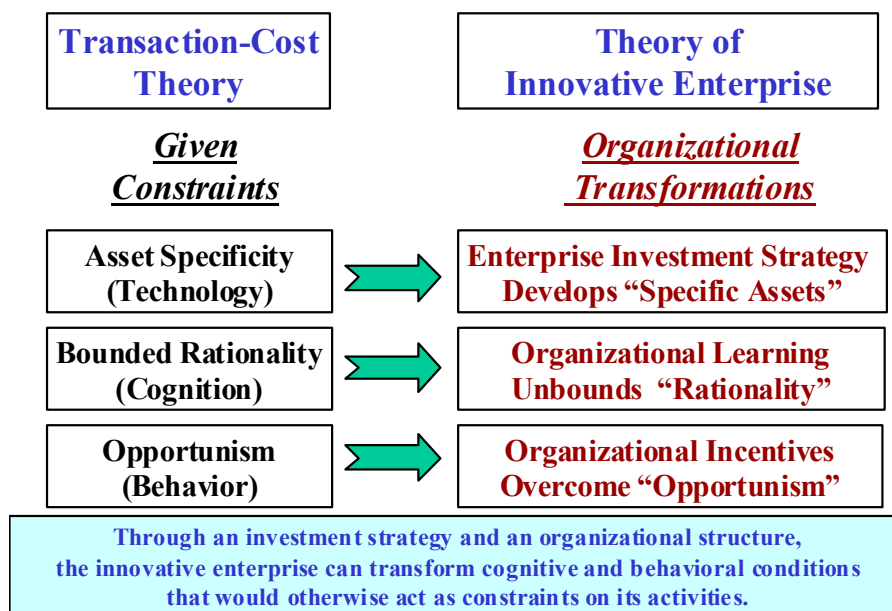 Transaction-Cost
Theory
Theory of
Innovative Enterprise
Given
Constraints
Organizational
Transformations
Asset Specificity
(Technology)
Enterprise Investment Strategy
Develops “Specific Assets”
Bounded Rationality
(Cognition)
Organizational Learning
Unbounds “Rationality”
Opportunism
(Behavior)
Organizational Incentives
Overcome “Opportunism”
Through an investment strategy and an organizational structure,
the innovative enterprise can transform cognitive and behavioral conditions
that would otherwise act as constraints on its activities.